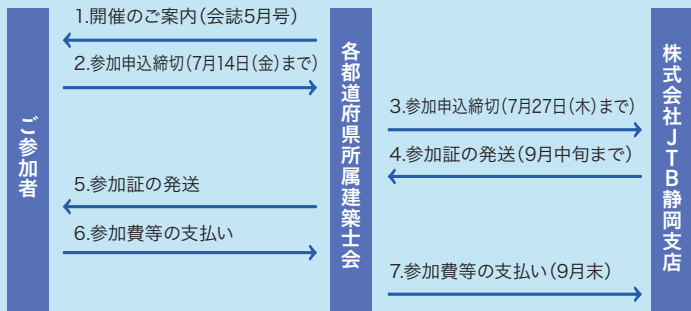 1.開催のご案内(会誌5月号)
2.参加申込締切(7月14日(金)まで)
3.参加申込締切(7月27日(木)まで)
4.参加証の発送(9月中旬まで)
5.参加証の発送
6.参加費等の支払い
7.参加費等の支払い(9月末)
ご参加者
各都道府県所属建築士会
株式会社JTB静岡支店